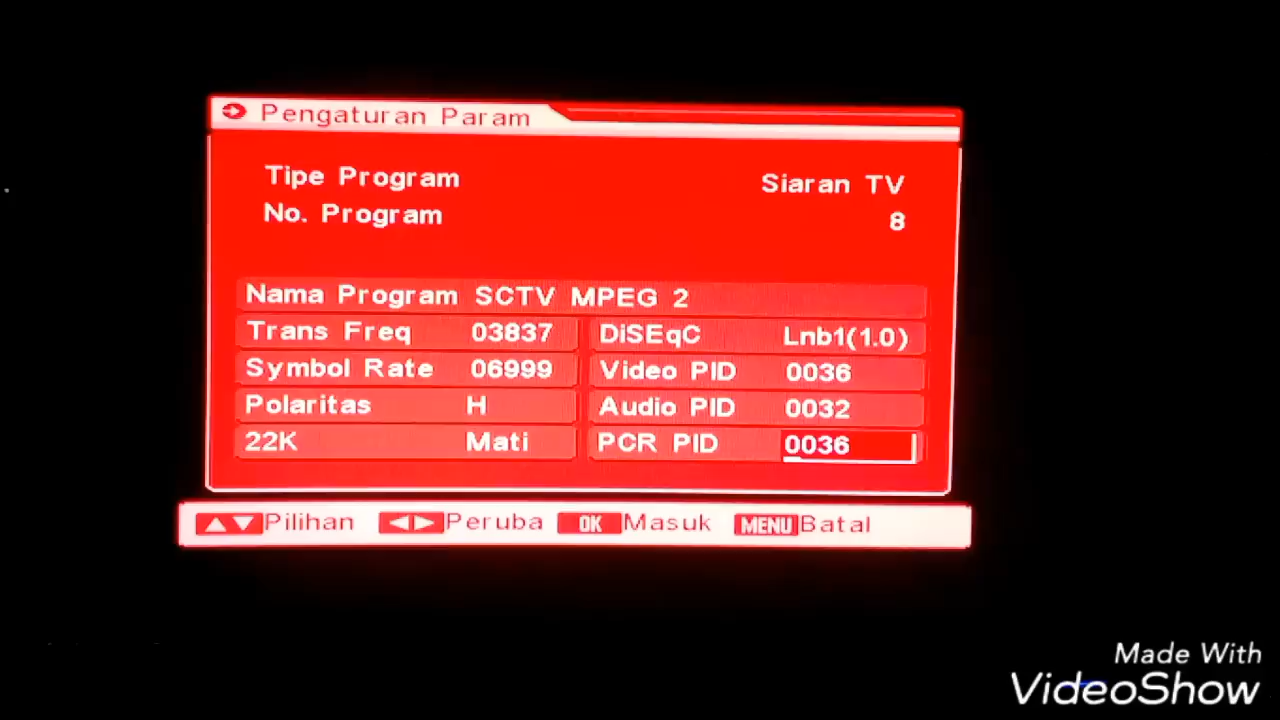 Pengaturan Param
Tipe Program Siaran TV
No. Program 8
Nama Program SCTV MPEG 2
Trans Freq 03837 DiSEqC Lnb1(1.0)
Symbol Rate 06999 Video PID 0036
Polaritas H Audio PID 0032
22K Mati PCR PID 0036
Pilihan Peruba OK Masuk MENU Batal
Made With
VideoShow